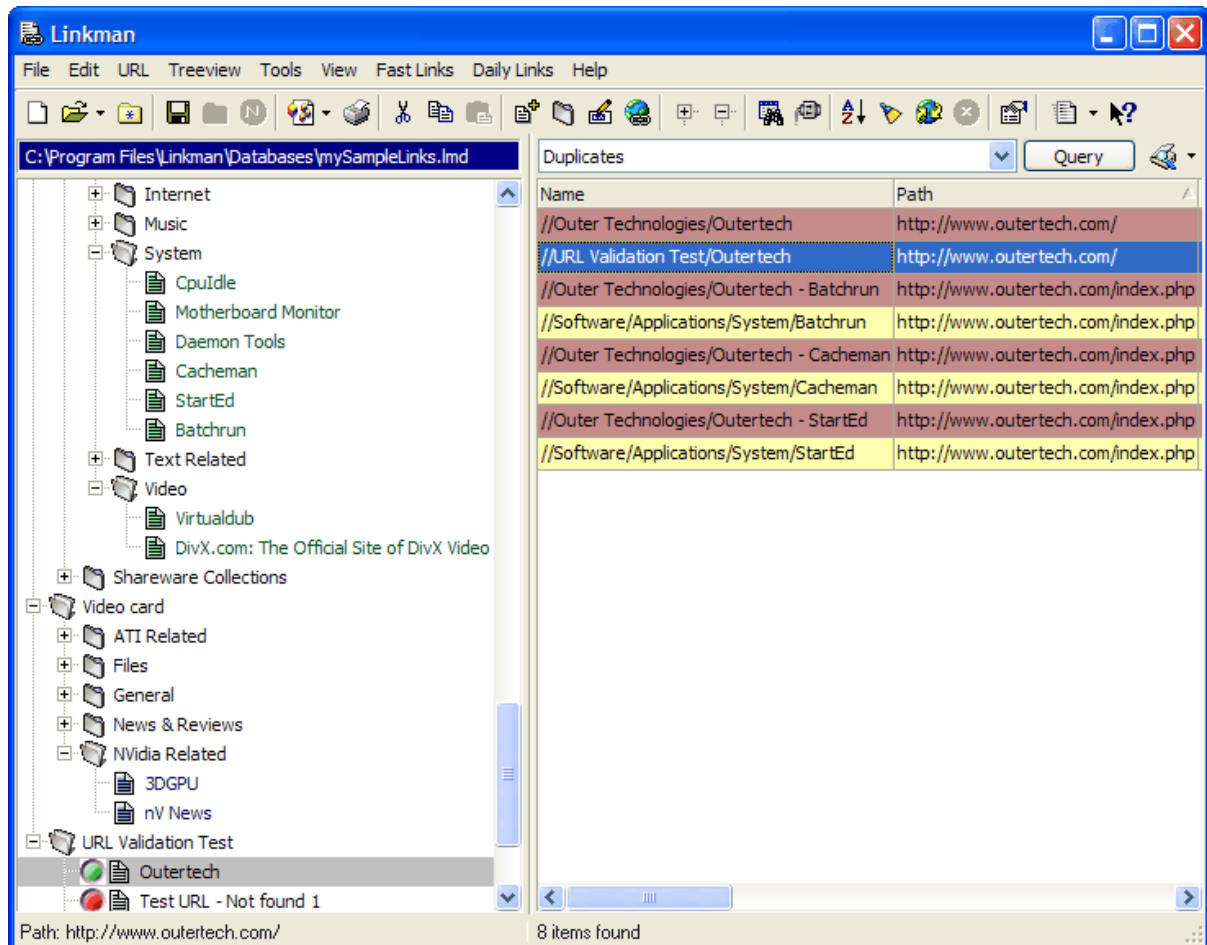 Linkman
File Edit URL Treeview Tools View Fast Links Daily Links Help
C:\Program Files\Linkman\Databases\mySampleLinks.lmd
Internet
Music
System
CpuIdle
Motherboard Monitor
Daemon Tools
Cacheman
StartEd
Batchrun
Text Related
Video
Virtualdub
DivX.com: The Official Site of DivX Video
Shareware Collections
Video card
ATI Related
Files
General
News & Reviews
NVidia Related
3DGPU
nV News
URL Validation Test
Outertech
Test URL - Not found 1
Duplicates Query
Name Path
//Outer Technologies/Outertech http://www.outertech.com/
//URL Validation Test/Outertech http://www.outertech.com/
//Outer Technologies/Outertech - Batchrun http://www.outertech.com/index.php
//Software/Applications/System/Batchrun http://www.outertech.com/index.php
//Outer Technologies/Outertech - Cacheman http://www.outertech.com/index.php
//Software/Applications/System/Cacheman http://www.outertech.com/index.php
//Outer Technologies/Outertech - StartEd http://www.outertech.com/index.php
//Software/Applications/System/StartEd http://www.outertech.com/index.php
Path: http://www.outertech.com/ 8 items found